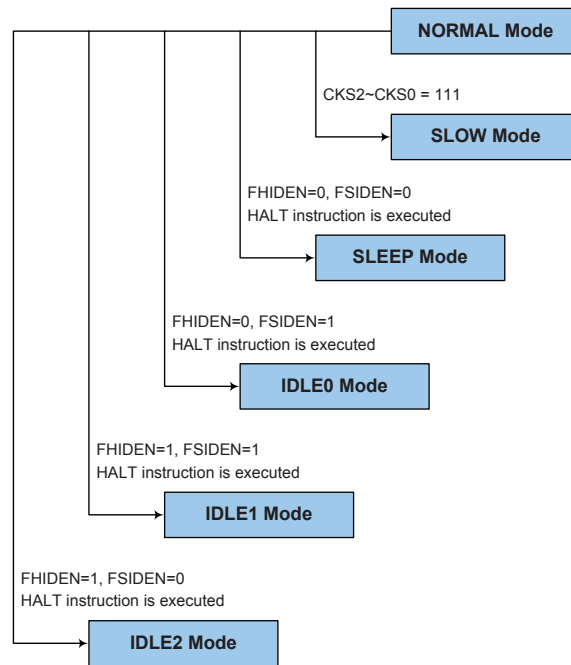 NORMAL Mode
CKS2~CKS0 = 111
SLOW Mode
FHIDEN=0, FSIDEN=0
HALT instruction is executed
SLEEP Mode
FHIDEN=0, FSIDEN=1
HALT instruction is executed
IDLE0 Mode
FHIDEN=1, FSIDEN=1
HALT instruction is executed
IDLE1 Mode
FHIDEN=1, FSIDEN=0
HALT instruction is executed
IDLE2 Mode